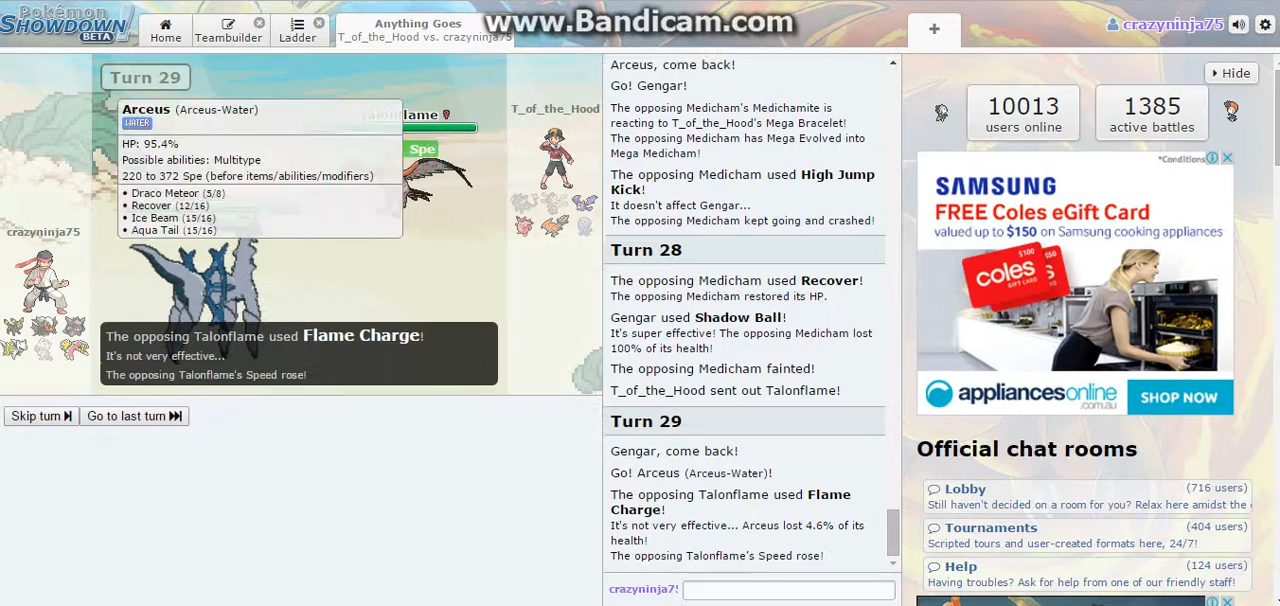 Pokémon
SHOWDOWN
BETA
Home
Teambuilder
Ladder
Anything Goes
T_of_the_Hood vs. crazyninja75
www.Bandicam.com
+
crazyninja75
Turn 29
Arceus (Arceus-Water)
WATER
HP: 95.4%
Possible abilities: Multitype
220 to 372 Spe (before items/abilities/modifiers)
• Draco Meteor (5/8)
• Recover (12/16)
• Ice Beam (15/16)
• Aqua Tail (15/16)
Spe
T_of_the_Hood
crazyninja75
The opposing Talonflame used Flame Charge!
It's not very effective...
The opposing Talonflame's Speed rose!
Skip turn
Go to last turn
Arceus, come back!
Go! Gengar!
The opposing Medicham's Medichamite is
reacting to T_of_the_Hood's Mega Bracelet!
The opposing Medicham has Mega Evolved into
Mega Medicham!
The opposing Medicham used High Jump
Kick!
It doesn't affect Gengar...
The opposing Medicham kept going and crashed!
Turn 28
The opposing Medicham used Recover!
The opposing Medicham restored its HP.
Gengar used Shadow Ball!
It's super effective! The opposing Medicham lost
100% of its health!
The opposing Medicham fainted!
T_of_the_Hood sent out Talonflame!
Turn 29
Gengar, come back!
Go! Arceus (Arceus-Water)!
The opposing Talonflame used Flame
Charge!
It's not very effective... Arceus lost 4.6% of its
health!
The opposing Talonflame's Speed rose!
crazyninja7!
Hide
10013
users online
1385
active battles
*Conditions
SAMSUNG
FREE Coles eGift Card
valued up to $150 on Samsung cooking appliances
$100
$50
coles
GIFT CARD
appliancesonline
.com.au
SHOP NOW
Official chat rooms
Lobby (716 users)
Still haven't decided on a room for you? Relax here amidst the
Tournaments (404 users)
Scripted tours and user-created formats here, 24/7!
Help (124 users)
Having troubles? Ask for help from one of our friendly staff!